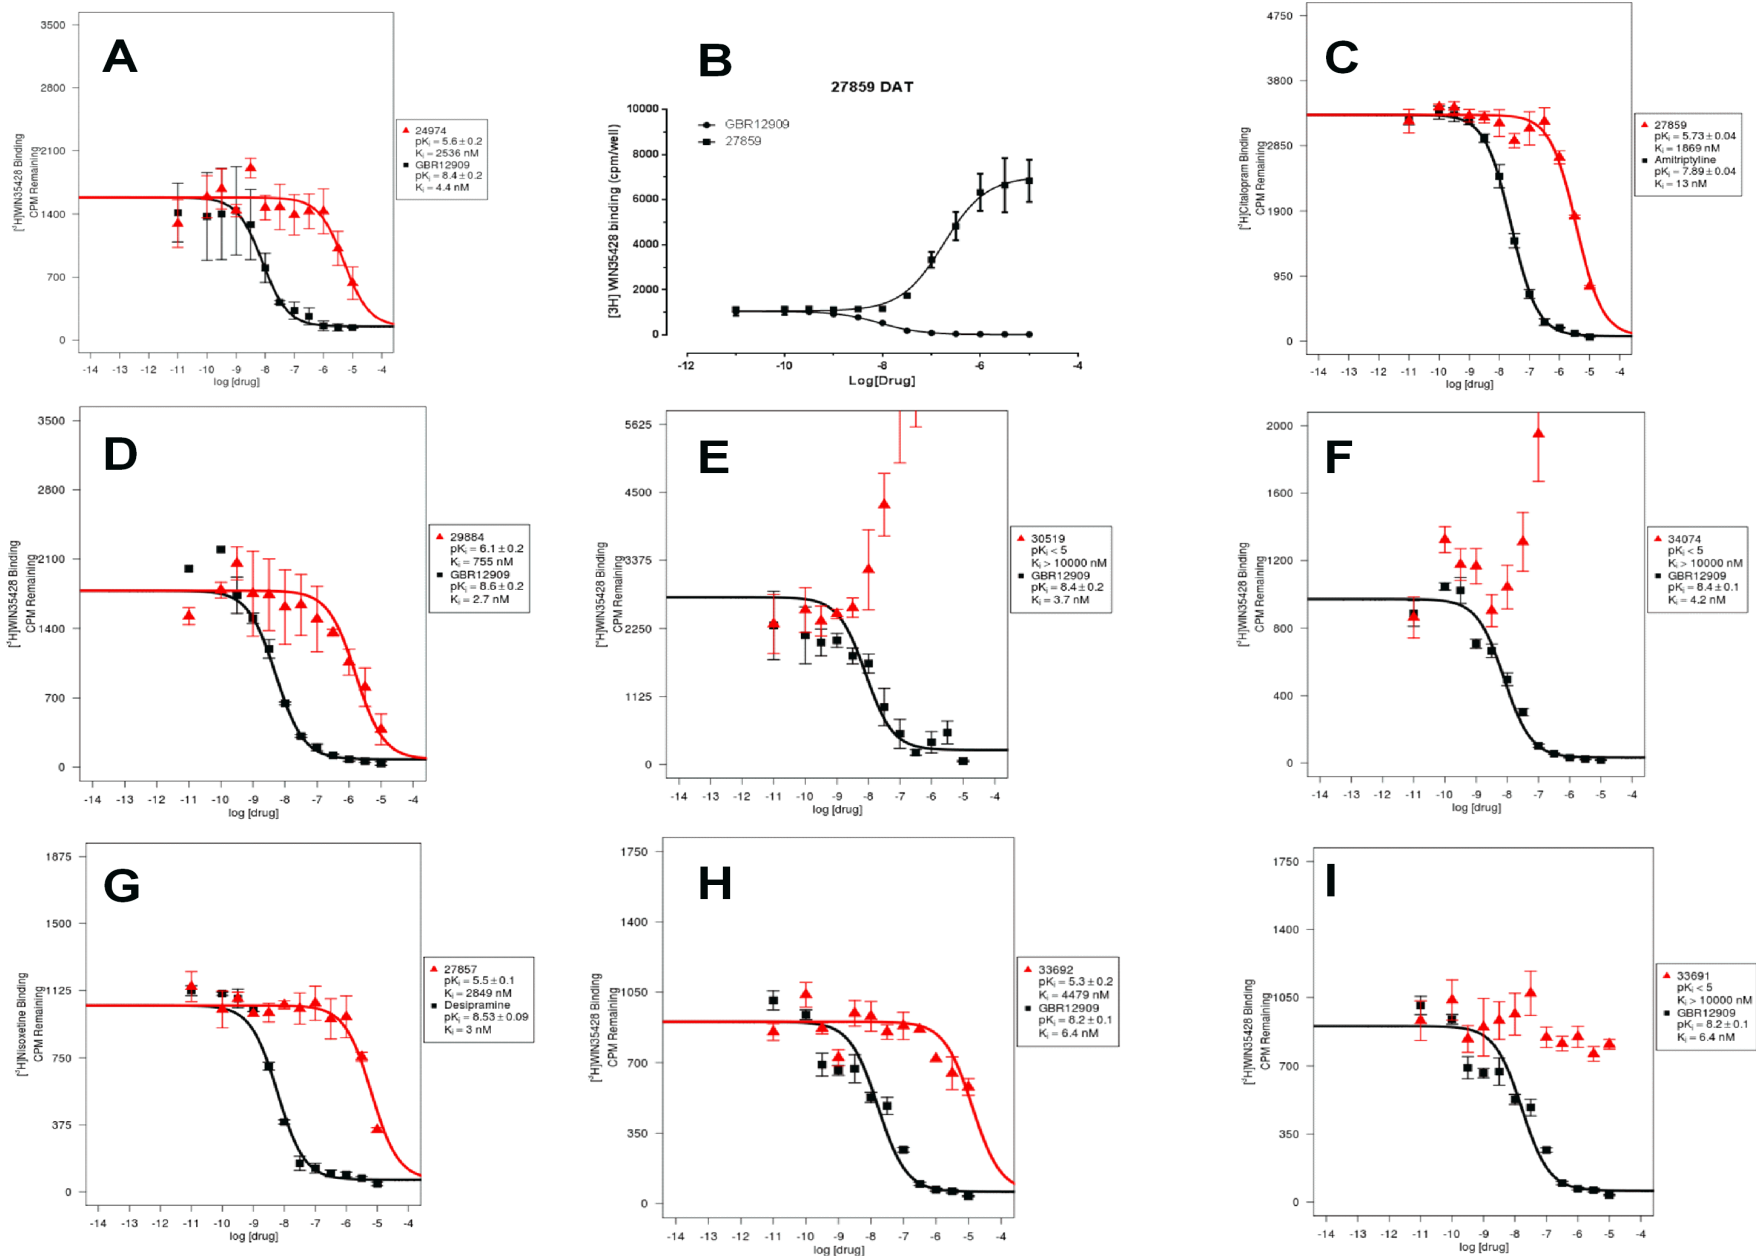 A
3500
2800
2100
1400
700
0
[³H]WIN35428 Binding
CPM Remaining
-14 -13 -12 -11 -10 -9 -8 -7 -6 -5 -4
log [drug]
24974
pKᵢ = 5.6 ± 0.2
Kᵢ = 2536 nM
GBR12909
pKᵢ = 8.4 ± 0.2
Kᵢ = 4.4 nM
B
27859 DAT
10000
8000
6000
4000
2000
0
[3H] WIN35428 binding (cpm/well)
GBR12909
27859
-12 -10 -8 -6 -4
Log[Drug]
C
4750
3800
2850
1900
950
0
[³H]Citalopram Binding
CPM Remaining
-14 -13 -12 -11 -10 -9 -8 -7 -6 -5 -4
log [drug]
27859
pKᵢ = 5.73 ± 0.04
Kᵢ = 1869 nM
Amitriptyline
pKᵢ = 7.89 ± 0.04
Kᵢ = 13 nM
D
3500
2800
2100
1400
700
0
[³H]WIN35428 Binding
CPM Remaining
-14 -13 -12 -11 -10 -9 -8 -7 -6 -5 -4
log [drug]
29884
pKᵢ = 6.1 ± 0.2
Kᵢ = 755 nM
GBR12909
pKᵢ = 8.6 ± 0.2
Kᵢ = 2.7 nM
E
5625
4500
3375
2250
1125
0
[³H]WIN35428 Binding
CPM Remaining
-14 -13 -12 -11 -10 -9 -8 -7 -6 -5 -4
log [drug]
30519
pKᵢ < 5
Kᵢ > 10000 nM
GBR12909
pKᵢ = 8.4 ± 0.2
Kᵢ = 3.7 nM
F
2000
1600
1200
800
400
0
[³H]WIN35428 Binding
CPM Remaining
-14 -13 -12 -11 -10 -9 -8 -7 -6 -5 -4
log [drug]
34074
pKᵢ < 5
Kᵢ > 10000 nM
GBR12909
pKᵢ = 8.4 ± 0.1
Kᵢ = 4.2 nM
G
1875
1500
1125
750
375
0
[³H]Nisoxetine Binding
CPM Remaining
-14 -13 -12 -11 -10 -9 -8 -7 -6 -5 -4
log [drug]
27857
pKᵢ = 5.5 ± 0.1
Kᵢ = 2849 nM
Desipramine
pKᵢ = 8.53 ± 0.09
Kᵢ = 3 nM
H
1750
1400
1050
700
350
0
[³H]WIN35428 Binding
CPM Remaining
-14 -13 -12 -11 -10 -9 -8 -7 -6 -5 -4
log [drug]
33692
pKᵢ = 5.3 ± 0.2
Kᵢ = 4479 nM
GBR12909
pKᵢ = 8.2 ± 0.1
Kᵢ = 6.4 nM
I
1750
1400
1050
700
350
0
[³H]WIN35428 Binding
CPM Remaining
-14 -13 -12 -11 -10 -9 -8 -7 -6 -5 -4
log [drug]
33691
pKᵢ < 5
Kᵢ > 10000 nM
GBR12909
pKᵢ = 8.2 ± 0.1
Kᵢ = 6.4 nM